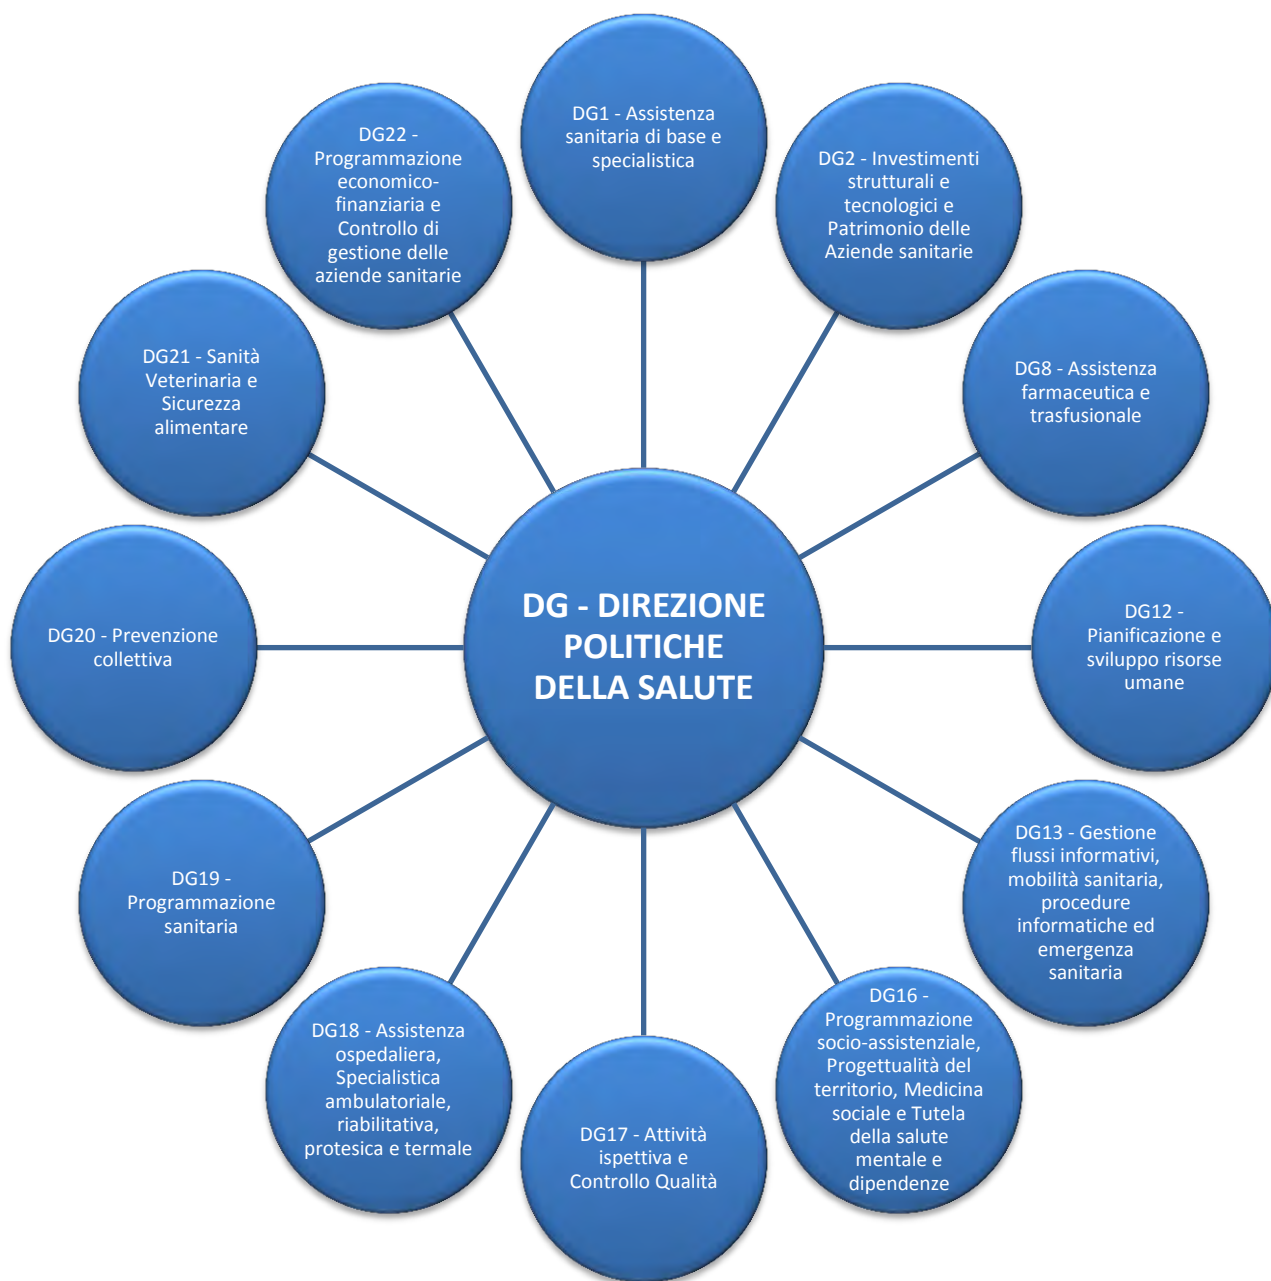 DG1 - Assistenza
sanitaria di base e
specialistica
DG2 - Investimenti
strutturali e
tecnologici e
Patrimonio delle
Aziende sanitarie
DG8 - Assistenza
farmaceutica e
trasfusionale
DG12 -
Pianificazione e
sviluppo risorse
umane
DG13 - Gestione
flussi informativi,
mobilità sanitaria,
procedure
informatiche ed
emergenza
sanitaria
DG16 -
Programmazione
socio-assistenziale,
Progettualità del
territorio, Medicina
sociale e Tutela
della salute
mentale e
dipendenze
DG17 - Attività
ispettiva e
Controllo Qualità
DG18 - Assistenza
ospedaliera,
Specialistica
ambulatoriale,
riabilitativa,
protesica e termale
DG19 -
Programmazione
sanitaria
DG20 - Prevenzione
collettiva
DG21 - Sanità
Veterinaria e
Sicurezza
alimentare
DG22 -
Programmazione
economico-
finanziaria e
Controllo di
gestione delle
aziende sanitarie
DG - DIREZIONE
POLITICHE
DELLA SALUTE